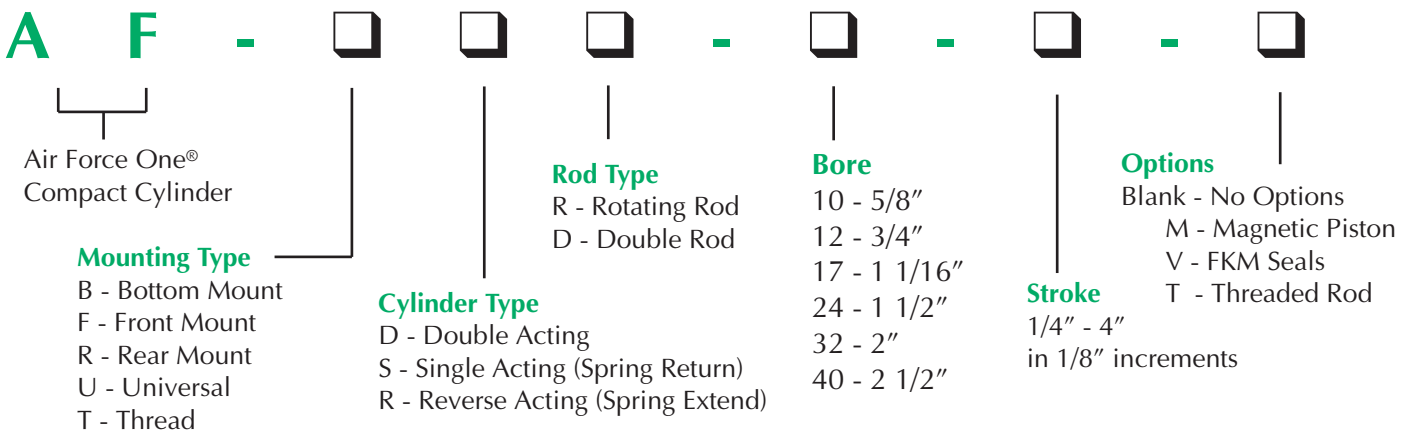 A F - ❑ ❑ ❑ - ❑ - ❑ - ❑
Air Force One®
Compact Cylinder
Mounting Type
B - Bottom Mount
F - Front Mount
R - Rear Mount
U - Universal
T - Thread
Cylinder Type
D - Double Acting
S - Single Acting (Spring Return)
R - Reverse Acting (Spring Extend)
Rod Type
R - Rotating Rod
D - Double Rod
Bore
10 - 5/8″
12 - 3/4″
17 - 1 1/16″
24 - 1 1/2″
32 - 2″
40 - 2 1/2″
Stroke
1/4″ - 4″
in 1/8″ increments
Options
Blank - No Options
M - Magnetic Piston
V - FKM Seals
T - Threaded Rod